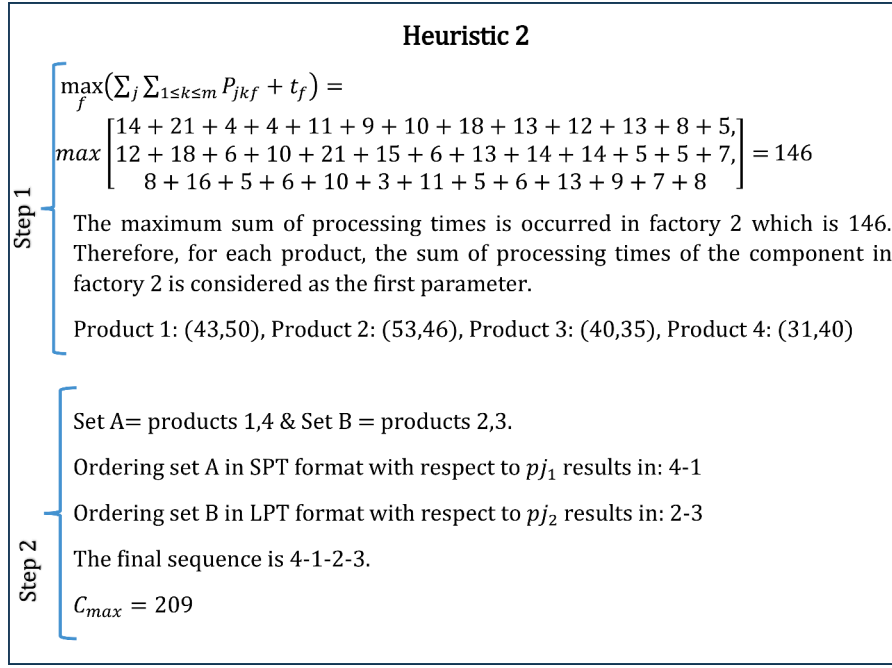 Heuristic 2
Step 1
max_f(∑_j ∑_{1≤k≤m} P_{jkf} + t_f) =
max [14 + 21 + 4 + 4 + 11 + 9 + 10 + 18 + 13 + 12 + 13 + 8 + 5,
12 + 18 + 6 + 10 + 21 + 15 + 6 + 13 + 14 + 14 + 5 + 5 + 7,
8 + 16 + 5 + 6 + 10 + 3 + 11 + 5 + 6 + 13 + 9 + 7 + 8] = 146
The maximum sum of processing times is occurred in factory 2 which is 146.
Therefore, for each product, the sum of processing times of the component in
factory 2 is considered as the first parameter.
Product 1: (43,50), Product 2: (53,46), Product 3: (40,35), Product 4: (31,40)
Step 2
Set A= products 1,4 & Set B = products 2,3.
Ordering set A in SPT format with respect to pj₁ results in: 4-1
Ordering set B in LPT format with respect to pj₂ results in: 2-3
The final sequence is 4-1-2-3.
C_{max} = 209